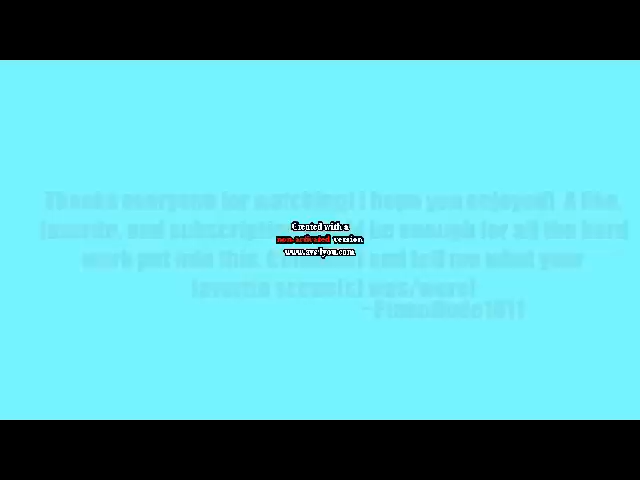 Thanks everyone for watching! I hope you enjoyed! A like,
favorite, and subscription enough for all the hard
work put into this. and tell me what your
favorite scene(s) was/were!
Created with a
non-activated version
www.avs4you.com